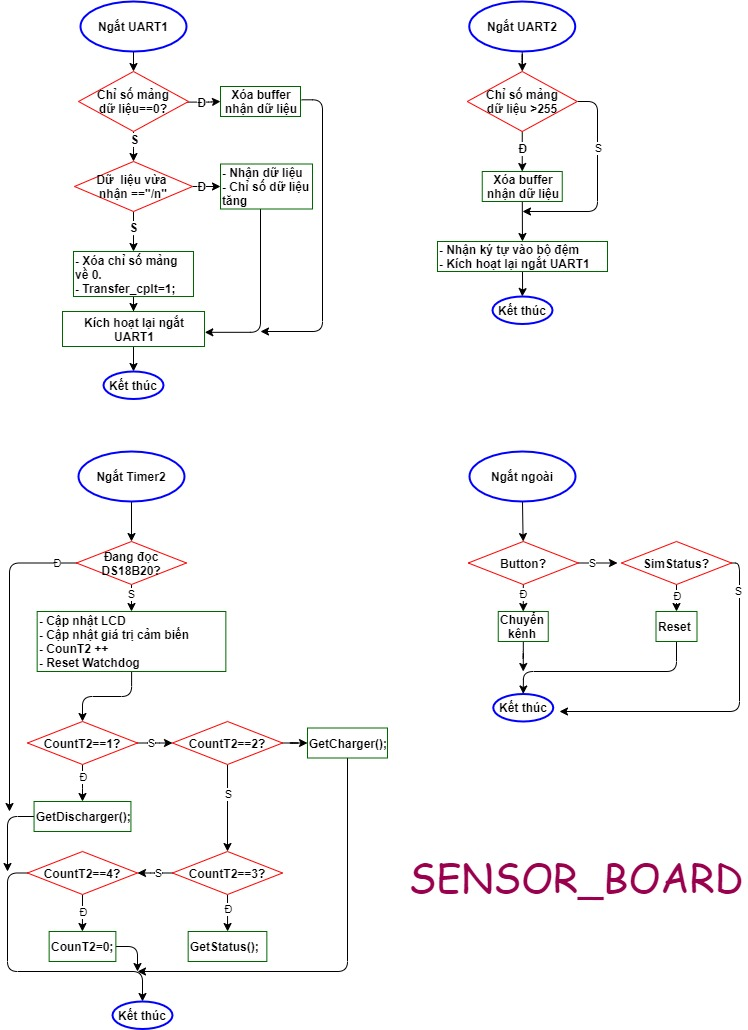 Ngắt UART1
Chỉ số mảng
dữ liệu==0?
Đ
Xóa buffer
nhận dữ liệu
S
Dữ liệu vừa
nhận =="/n"
Đ
- Nhận dữ liệu
- Chỉ số dữ liệu
tăng
S
- Xóa chỉ số mảng
về 0.
- Transfer_cplt=1;
Kích hoạt lại ngắt
UART1
Kết thúc
Ngắt UART2
Chỉ số mảng
dữ liệu >255
S
Đ
Xóa buffer
nhận dữ liệu
- Nhận ký tự vào bộ đệm
- Kích hoạt lại ngắt UART1
Kết thúc
Ngắt Timer2
Đang đọc
DS18B20?
Đ
S
- Cập nhật LCD
- Cập nhật giá trị cảm biến
- CounT2 ++
- Reset Watchdog
CountT2==1?
S
CountT2==2?
GetCharger();
Đ
GetDischarger();
S
CountT2==4?
S
CountT2==3?
Đ
Đ
CounT2=0;
GetStatus();
Kết thúc
Ngắt ngoài
Button?
S
SimStatus?
S
Đ
Đ
Chuyển
kênh
Reset
Kết thúc
SENSOR_BOARD